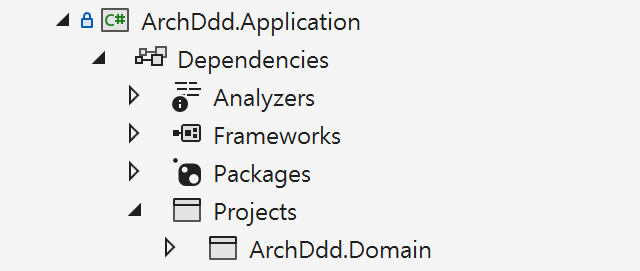 C# ArchDdd.Application
Dependencies
Analyzers
Frameworks
Packages
Projects
ArchDdd.Domain